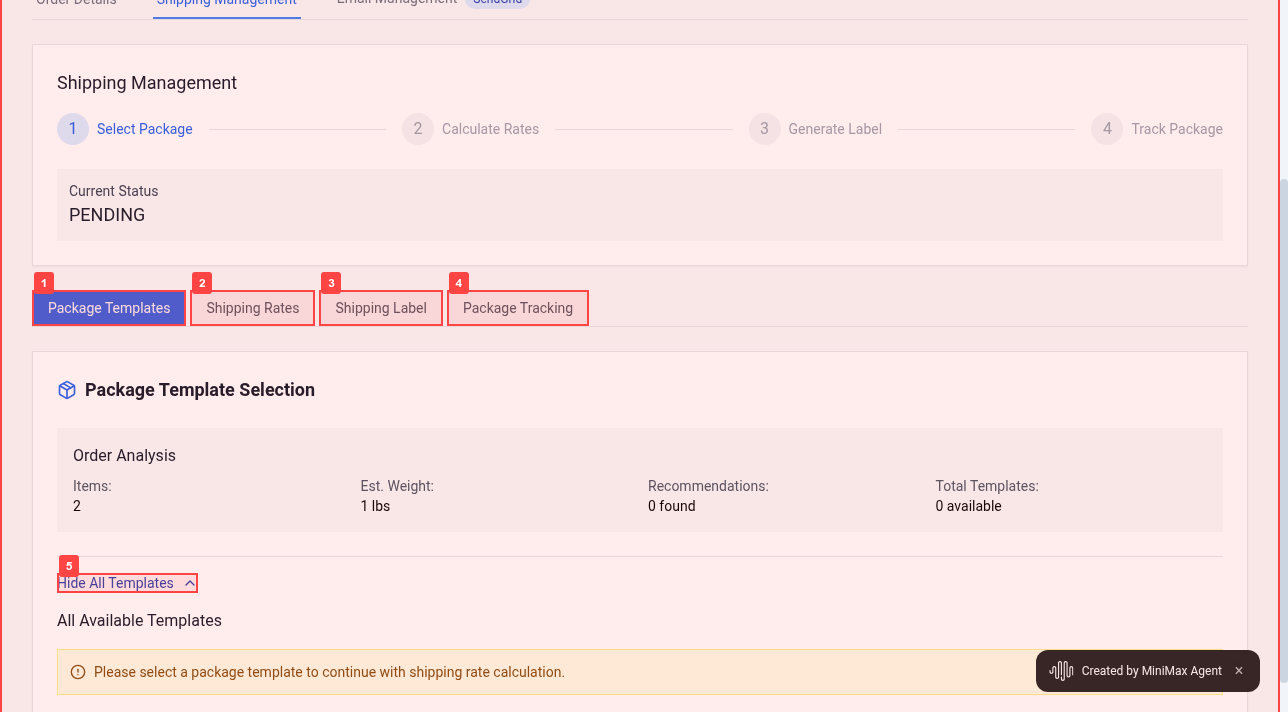 Order Details Shipping Management Email Management SendGrid
Shipping Management
1 Select Package 2 Calculate Rates 3 Generate Label 4 Track Package
Current Status
PENDING
1 2 3 4
Package Templates Shipping Rates Shipping Label Package Tracking
Package Template Selection
Order Analysis
Items: Est. Weight: Recommendations: Total Templates:
2 1 lbs 0 found 0 available
5
Hide All Templates
All Available Templates
Please select a package template to continue with shipping rate calculation.
Created by MiniMax Agent ×